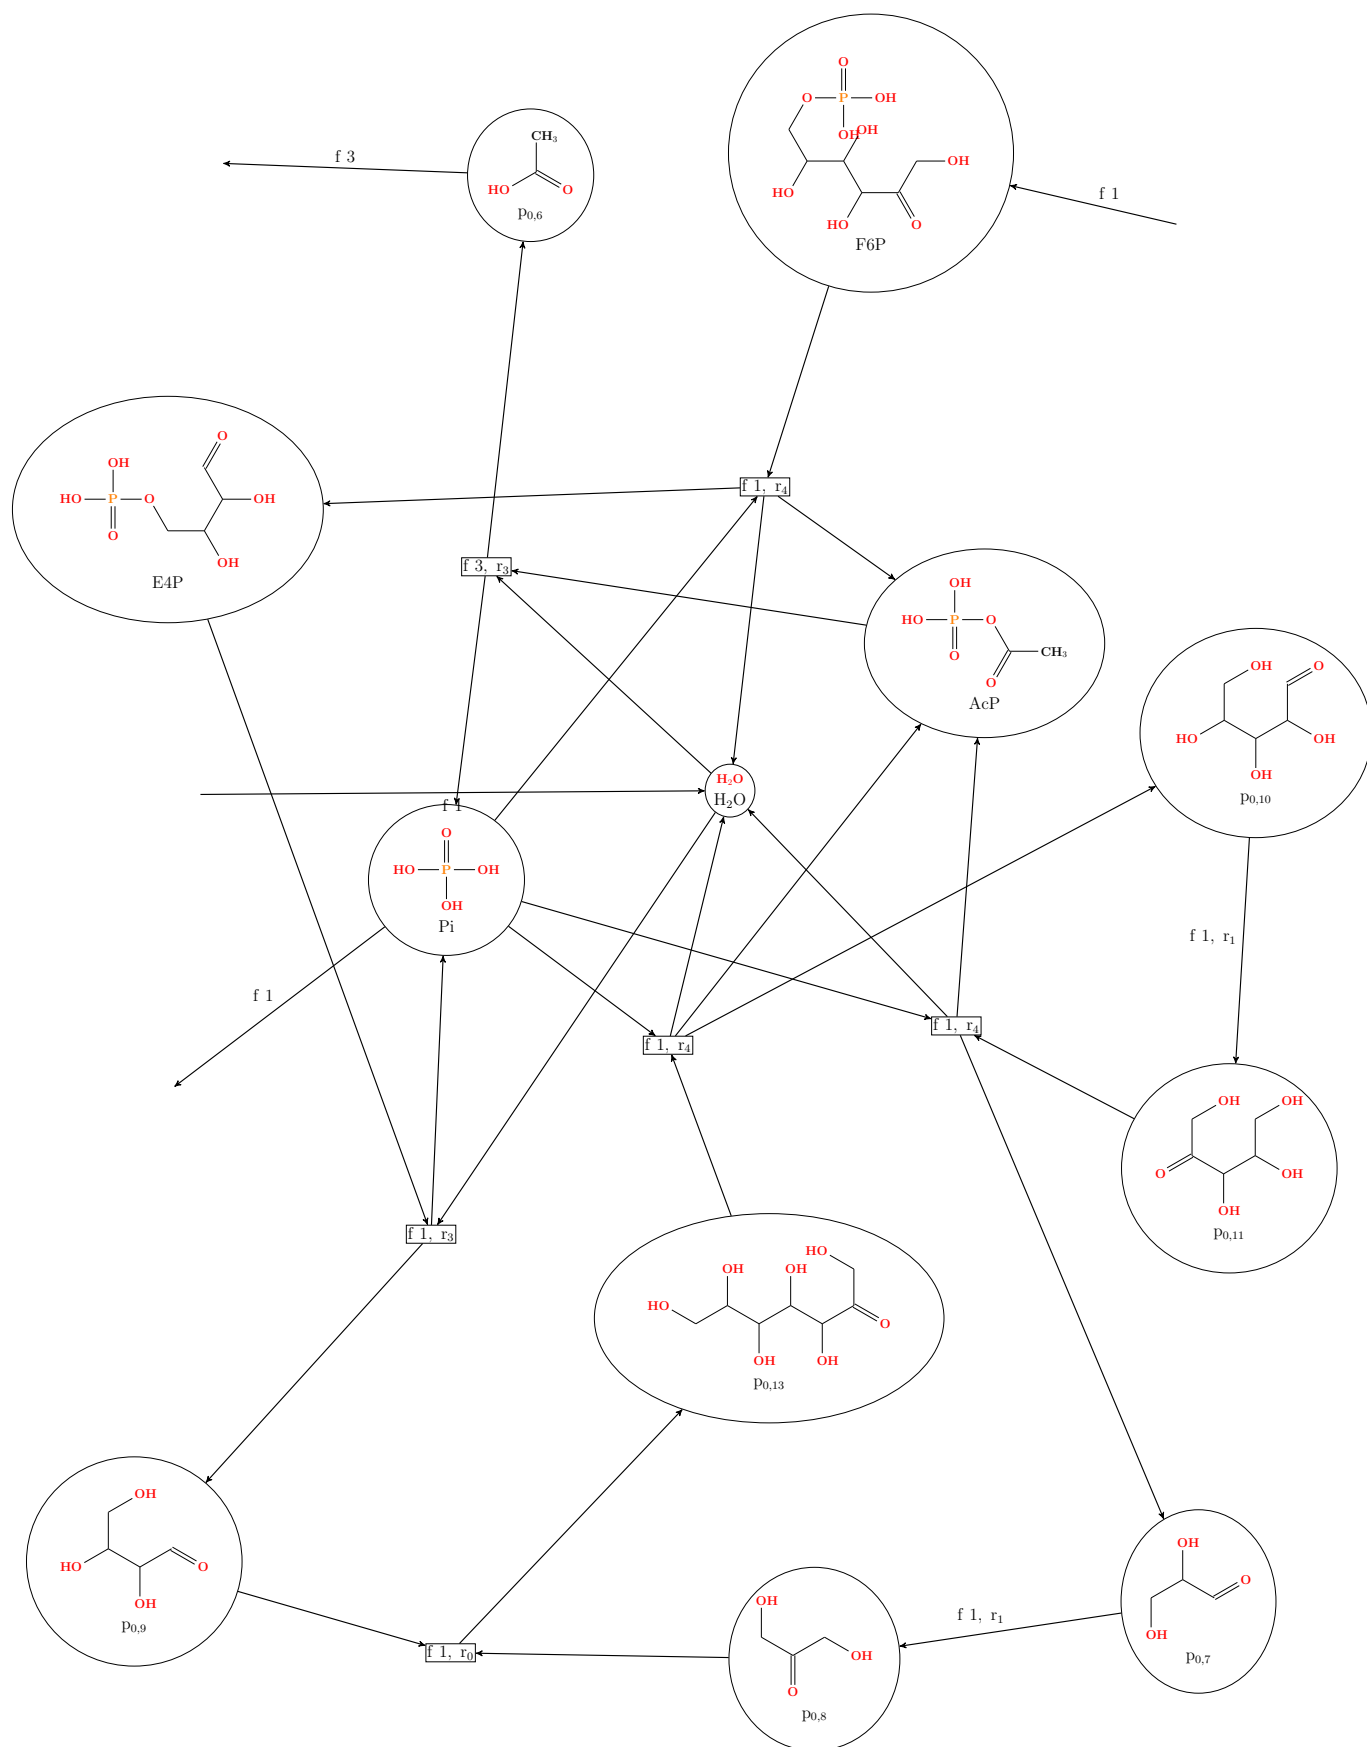 O
O P OH
OH OH
CH₃
f 3
OH
HO O
f 1
HO
p₀,₆
HO O
F6P
O
OH
f 1, r₄
HO P O OH
O
OH
f 3, r₃
E4P
OH
HO P O
O CH₃
O
AcP
OH O
HO OH
OH
p₀,₁₀
H₂O
H₂O
f 1
O
HO P OH
OH
Pi
f 1, r₁
f 1
f 1, r₄
f 1, r₄
OH OH
O OH
OH
p₀,₁₁
f 1, r₃
HO
OH OH
HO O
OH OH
p₀,₁₃
OH
HO O
OH
p₀,₉
OH
O
OH
p₀,₇
f 1, r₁
OH
OH
O
p₀,₈
f 1, r₀